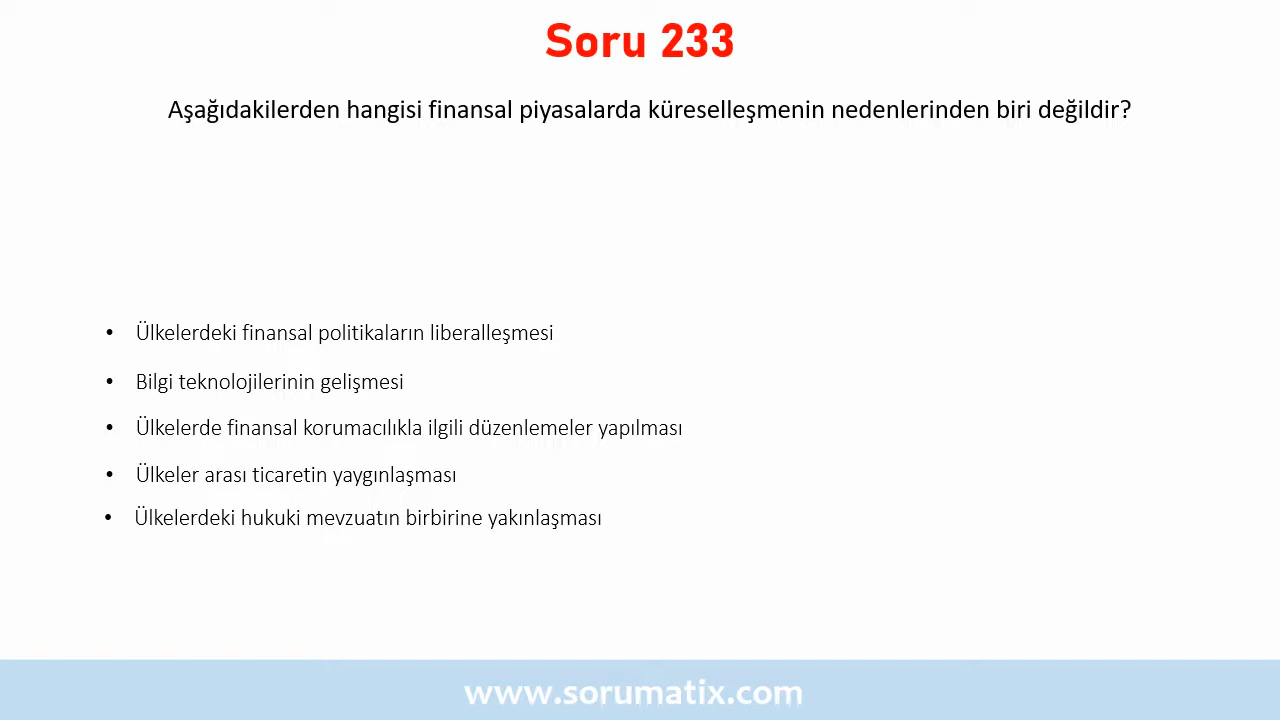 Soru 233
Aşağıdakilerden hangisi finansal piyasalarda küreselleşmenin nedenlerinden biri değildir?
• Ülkelerdeki finansal politikaların liberalleşmesi
• Bilgi teknolojilerinin gelişmesi
• Ülkelerde finansal korumacılıkla ilgili düzenlemeler yapılması
• Ülkeler arası ticaretin yaygınlaşması
• Ülkelerdeki hukuki mevzuatın birbirine yakınlaşması
www.sorumatix.com